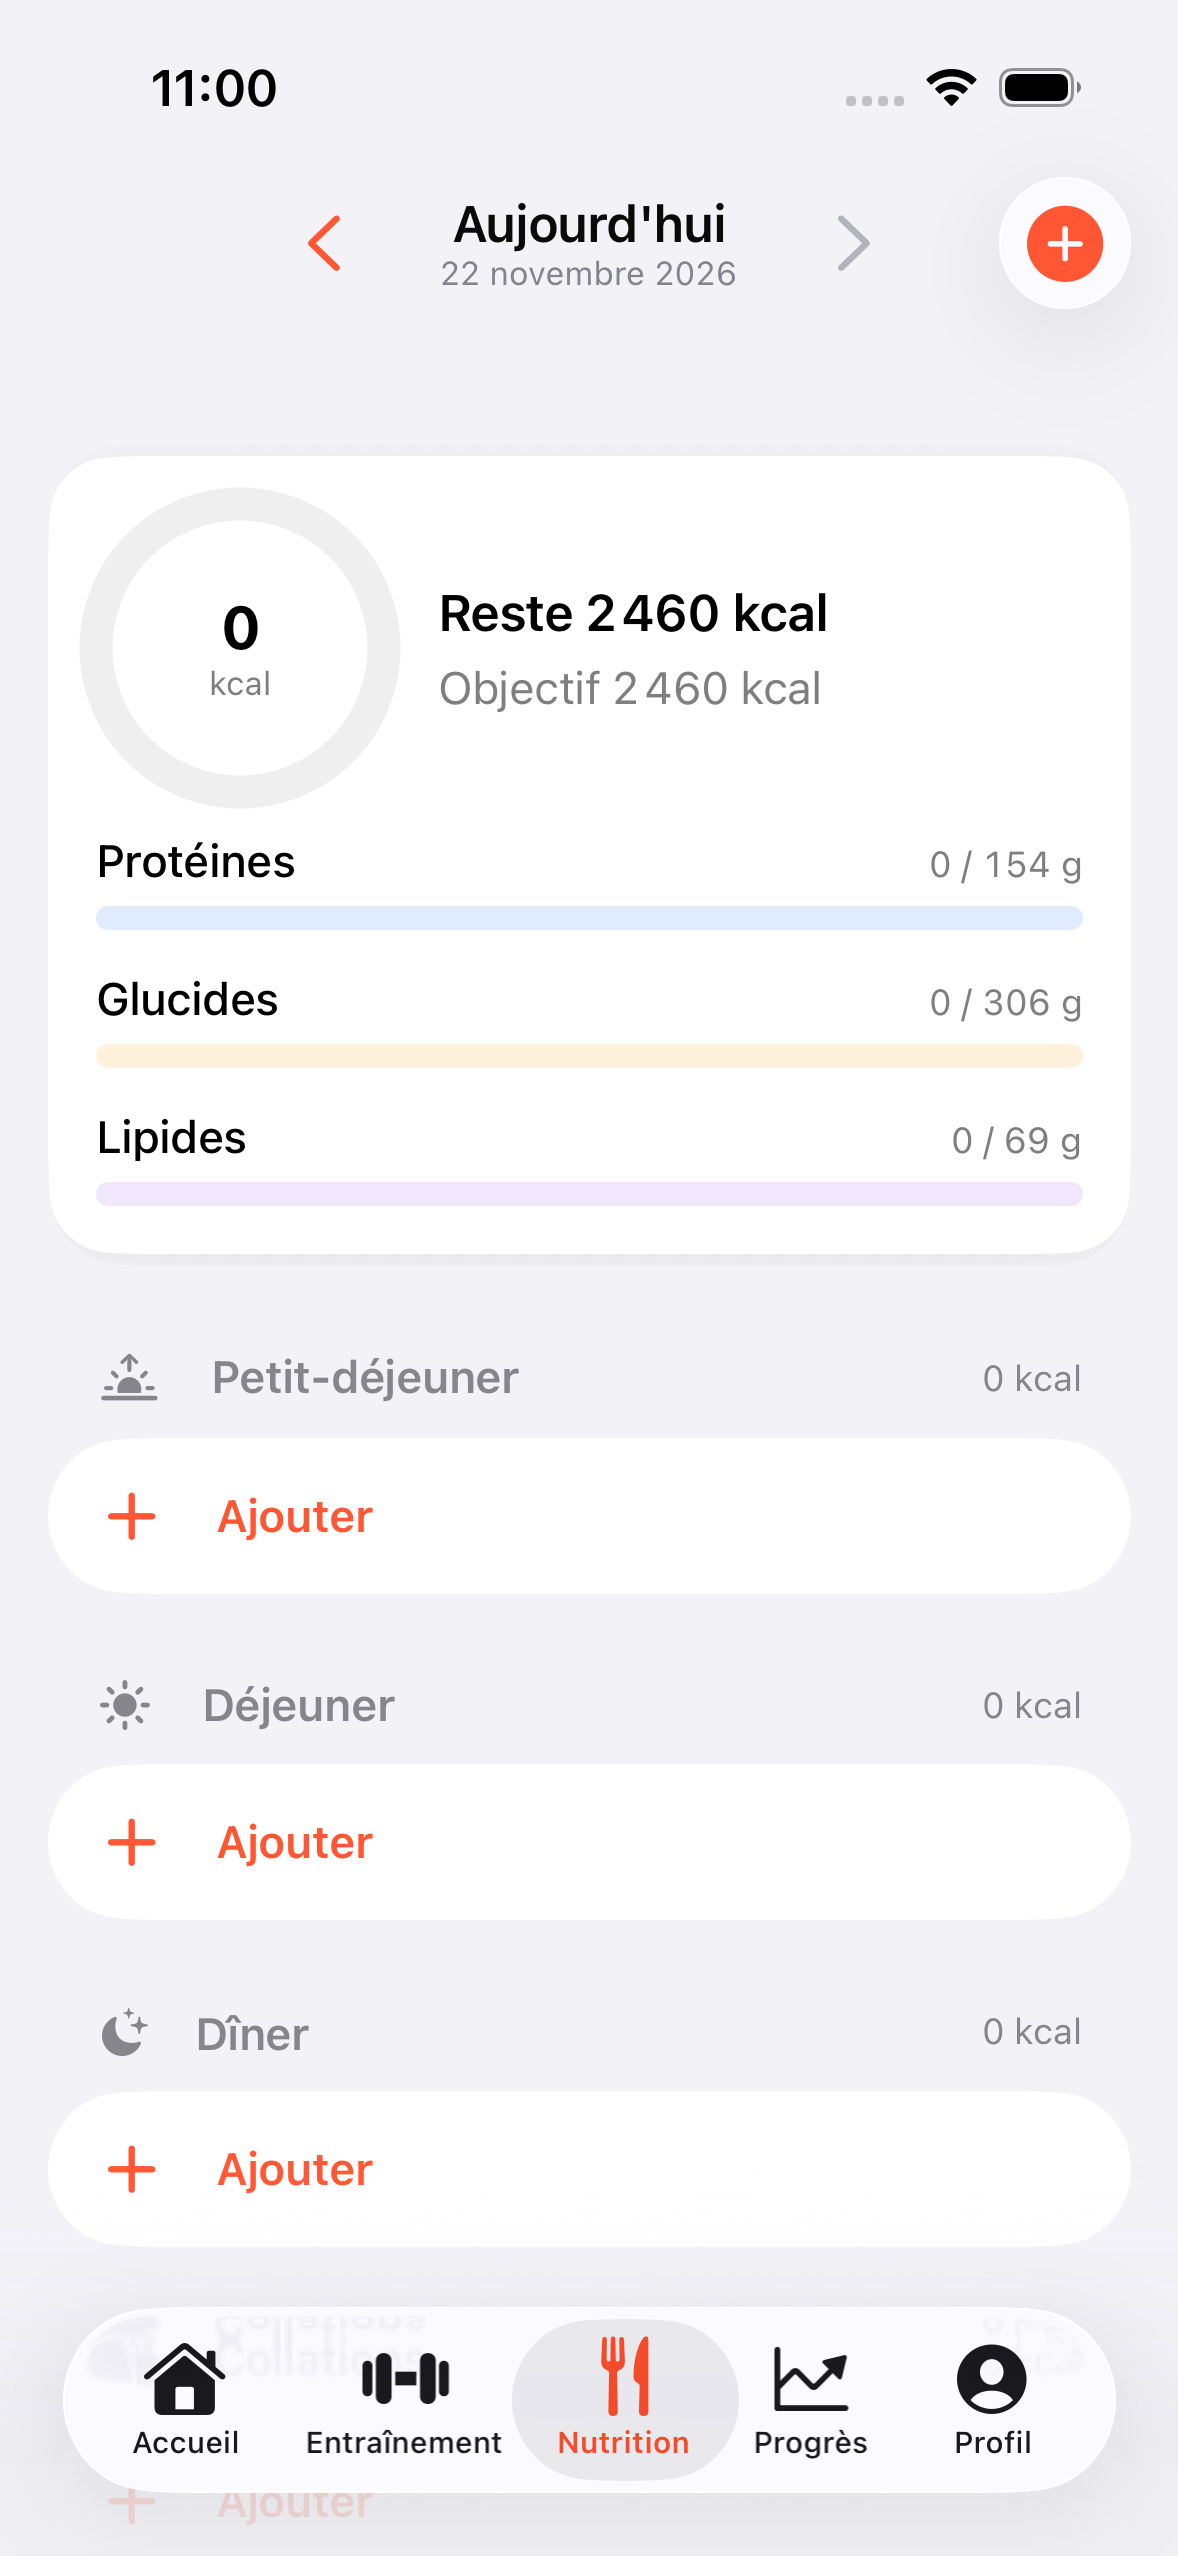 11:00
Aujourd'hui
22 novembre 2026
0
kcal
Reste 2 460 kcal
Objectif 2 460 kcal
Protéines
0 / 154 g
Glucides
0 / 306 g
Lipides
0 / 69 g
Petit-déjeuner
0 kcal
Ajouter
Déjeuner
0 kcal
Ajouter
Dîner
0 kcal
Ajouter
Collations
Accueil
Entraînement
Nutrition
Progrès
Profil
Ajouter